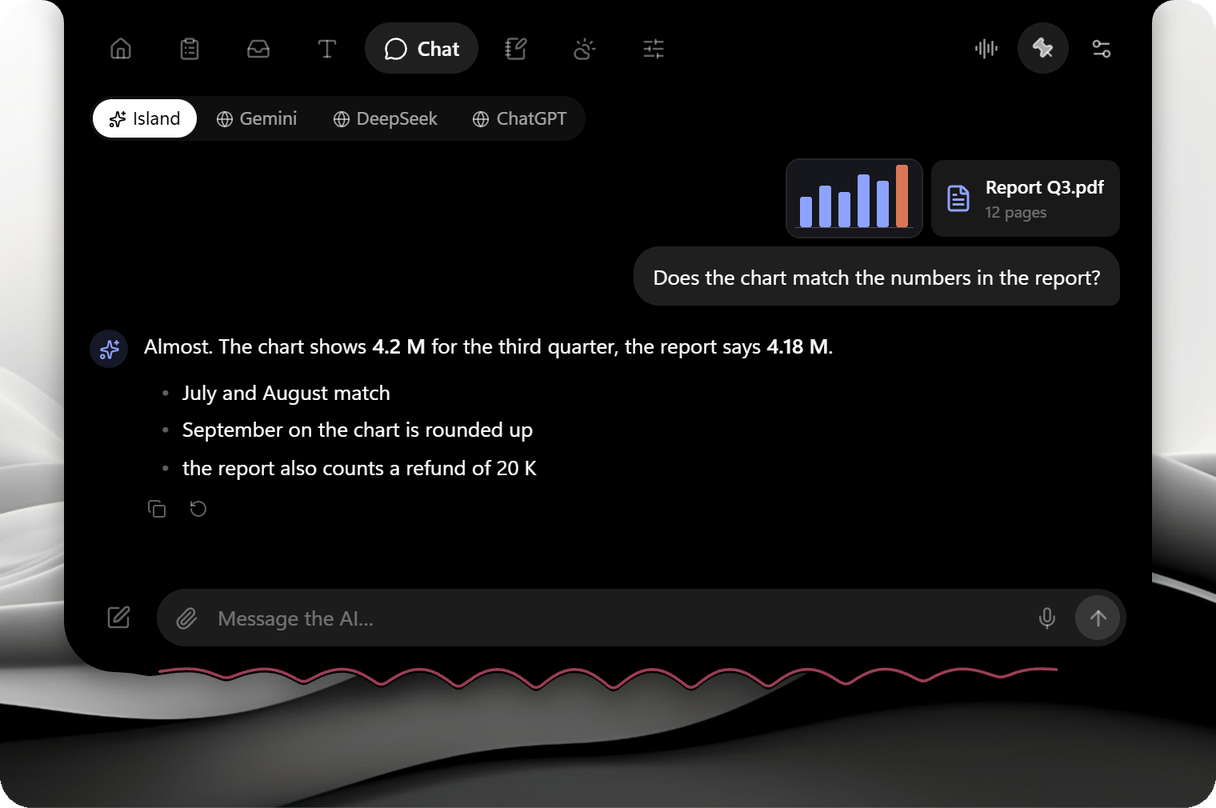 Chat
Island Gemini DeepSeek ChatGPT
Report Q3.pdf
12 pages
Does the chart match the numbers in the report?
Almost. The chart shows 4.2 M for the third quarter, the report says 4.18 M.
• July and August match
• September on the chart is rounded up
• the report also counts a refund of 20 K
Message the AI...